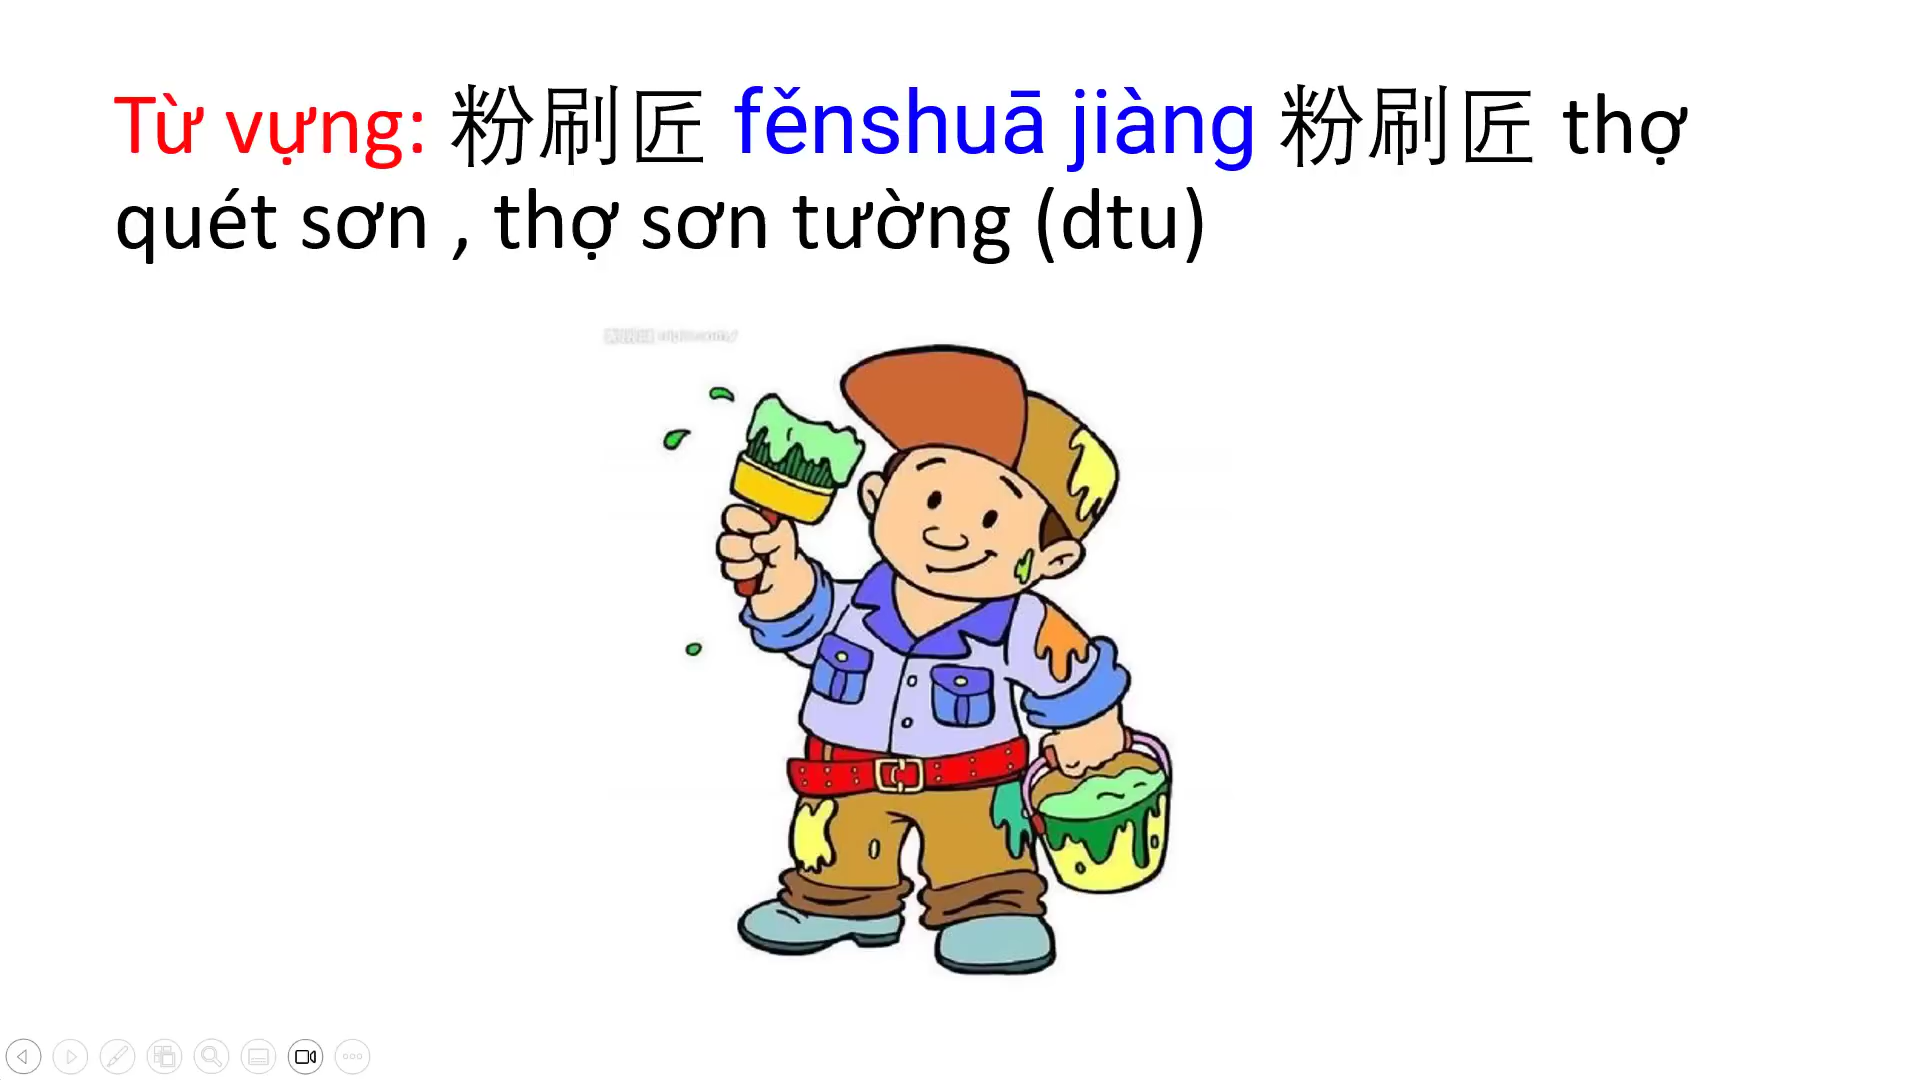 Từ vựng: 粉刷匠 fěnshuā jiàng 粉刷匠 thợ
quét sơn , thợ sơn tường (dtu)